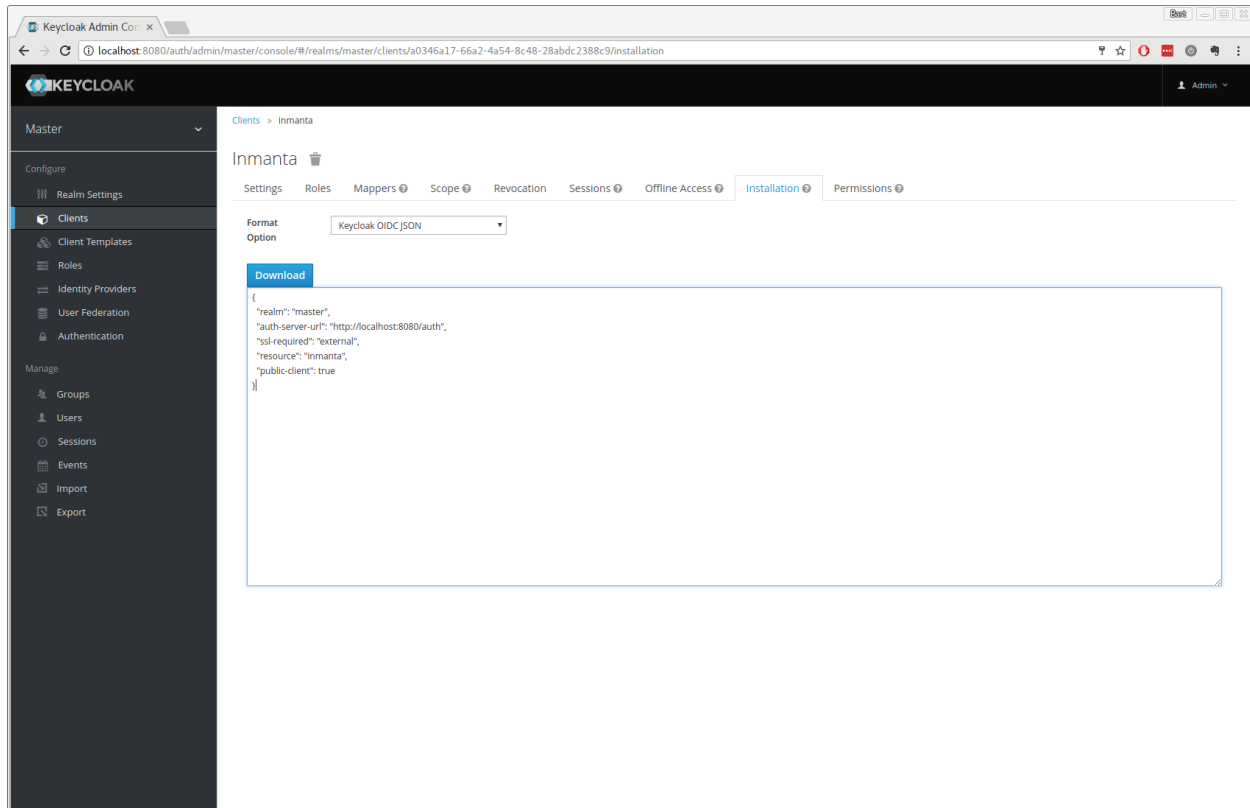 Bart
Keycloak Admin Con
localhost:8080/auth/admin/master/console/#/realms/master/clients/a0346a17-66a2-4a54-8c48-28abdc2388c9/installation
KEYCLOAK
Admin
Master
Clients » inmanta
Inmanta
Configure
Settings Roles Mappers Scope Revocation Sessions Offline Access Installation Permissions
Realm Settings
Clients
Client Templates
Roles
Identity Providers
User Federation
Authentication
Manage
Groups
Users
Sessions
Events
Import
Export
Format
Option
Keycloak OIDC JSON
Download
{
"realm": "master",
"auth-server-url": "http://localhost:8080/auth",
"ssl-required": "external",
"resource": "inmanta",
"public-client": true
}